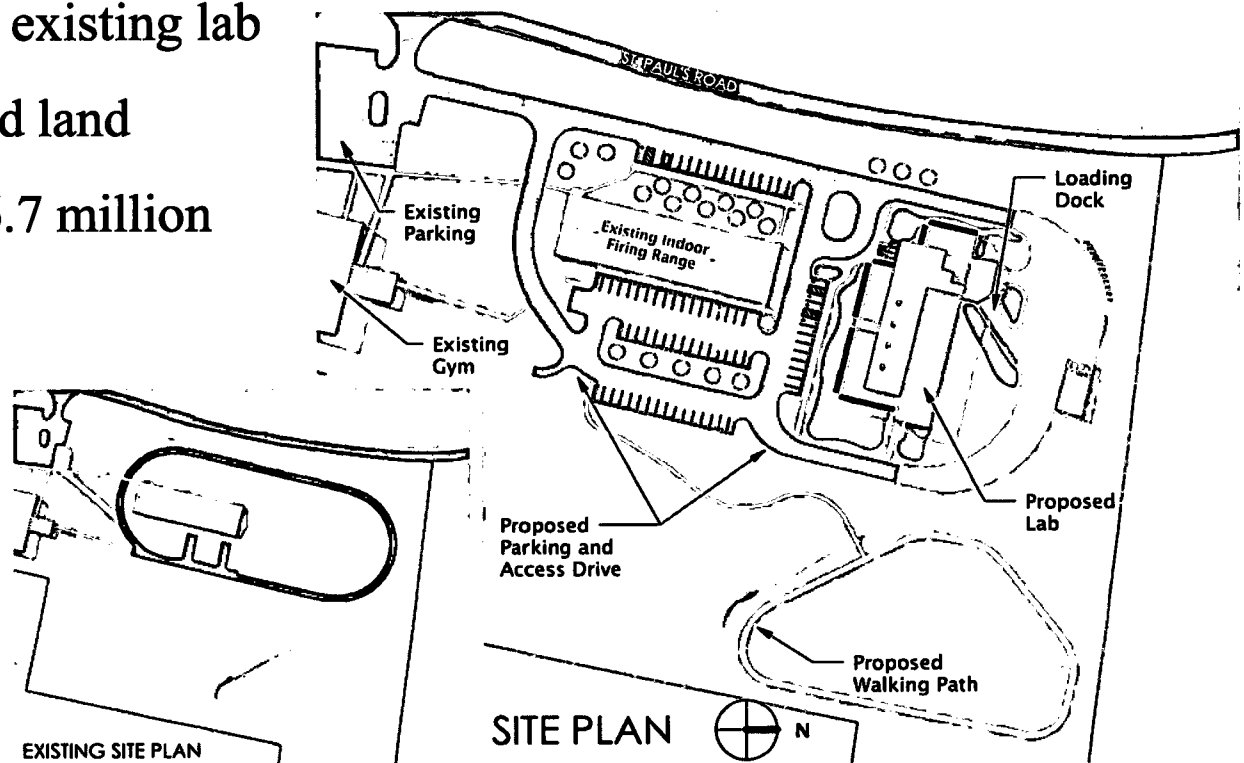 existing lab
d land
.7 million
ST. PAUL'S ROAD
Loading
Dock
Existing
Parking
Existing Indoor
Firing Range
Existing
Gym
Proposed
Lab
Proposed
Parking and
Access Drive
Proposed
Walking Path
SITE PLAN
N
EXISTING SITE PLAN